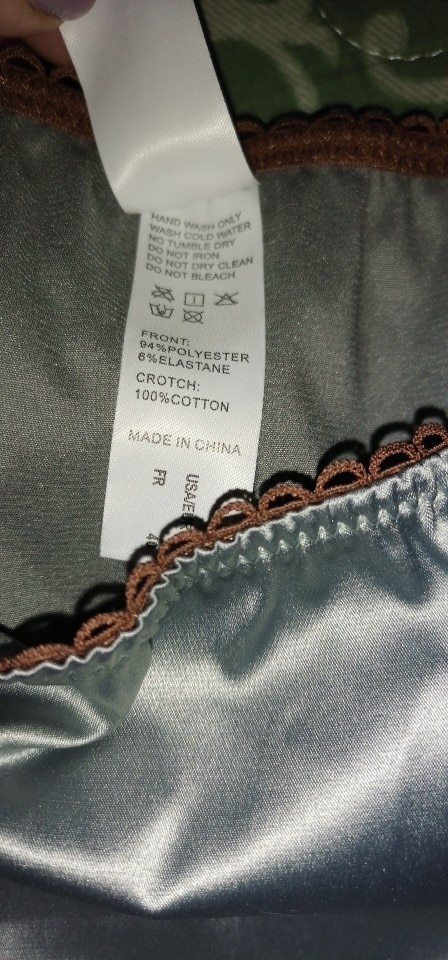 HAND WASH ONLY
WASH COLD WATER
NO TUMBLE DRY
DO NOT IRON
DO NOT DRY CLEAN
DO NOT BLEACH
FRONT:
94%POLYESTER
6%ELASTANE
CROTCH:
100%COTTON
MADE IN CHINA
FR